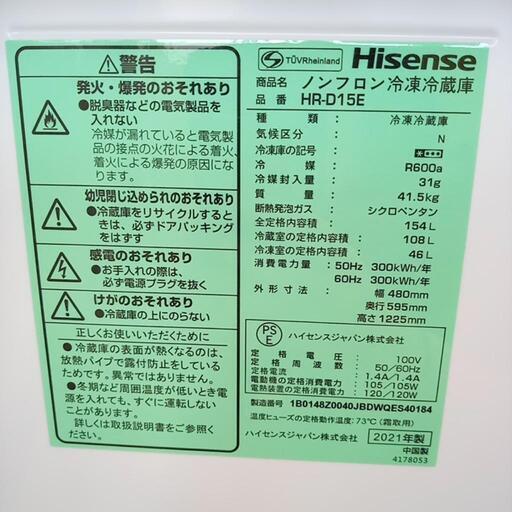 ⚠警告
発火・爆発のおそれあり
●脱臭器などの電気製品を
入れない
冷媒が漏れていると電気製
品の接点の火花による着火、
着火による爆発の原因にな
ります。
幼児閉じ込められのおそれあり
●冷蔵庫をリサイクルすると
きは、必ずドアパッキング
をはずす
感電のおそれあり
●お手入れの際は、
必ず電源プラグを抜く
けがのおそれあり
●冷蔵庫の上にのらない
正しくお使いいただくために
●冷蔵庫の表面が熱くなるのは、
放熱パイプで露付防止をしている
ためです。
●冬期など周囲温度が低いとき電
源を入れても、すぐに運転しない
ことがあります。
詳しくは取扱説明書をご参照く
ださい。
TÜVRheinland
Hisense
商品名 ノンフロン冷凍冷蔵庫
品番 HR-D15E
種類: 冷凍冷蔵庫
気候区分: N
冷凍庫の記号:
冷媒: R600a
冷媒封入量: 31g
質量: 41.5kg
断熱発泡ガス: シクロペンタン
全定格内容積: 154L
冷蔵室の定格内容積: 108L
冷凍室の定格内容積: 46L
消費電力量: 50Hz 300kWh/年
60Hz 300kWh/年
外形寸法: 幅 480mm
奥行 595mm
高さ 1225mm
PS
E
ハイセンスジャパン株式会社
定格電圧: 100V
定格周波数: 50/60Hz
定格電流: 1.4A/1.4A
電動機の定格消費電力: 105/105W
電熱装置の定格消費電力: 120/120W
製造番号: 1B0148Z0040JBDWQES40184
温度ヒューズの定格動作温度: 73℃(霜取用)
ハイセンスジャパン株式会社
2021年製
中国製
4178053